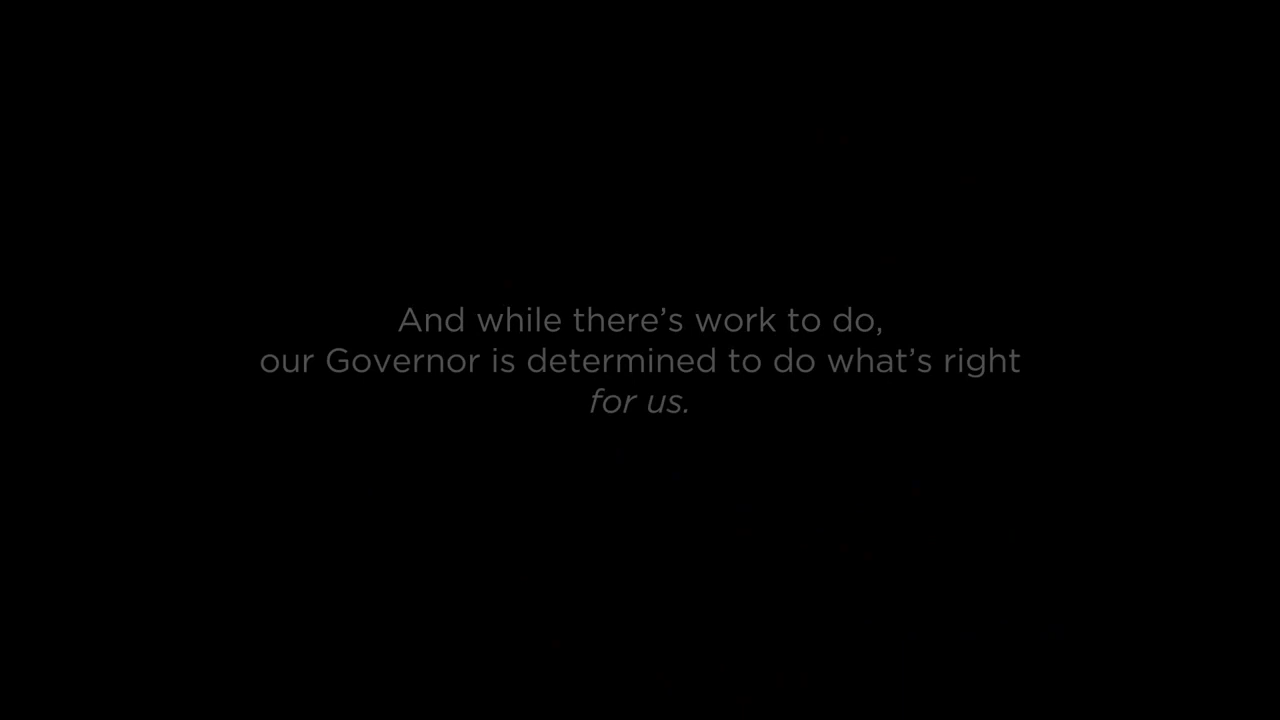 And while there’s work to do,
our Governor is determined to do what’s right
for us.